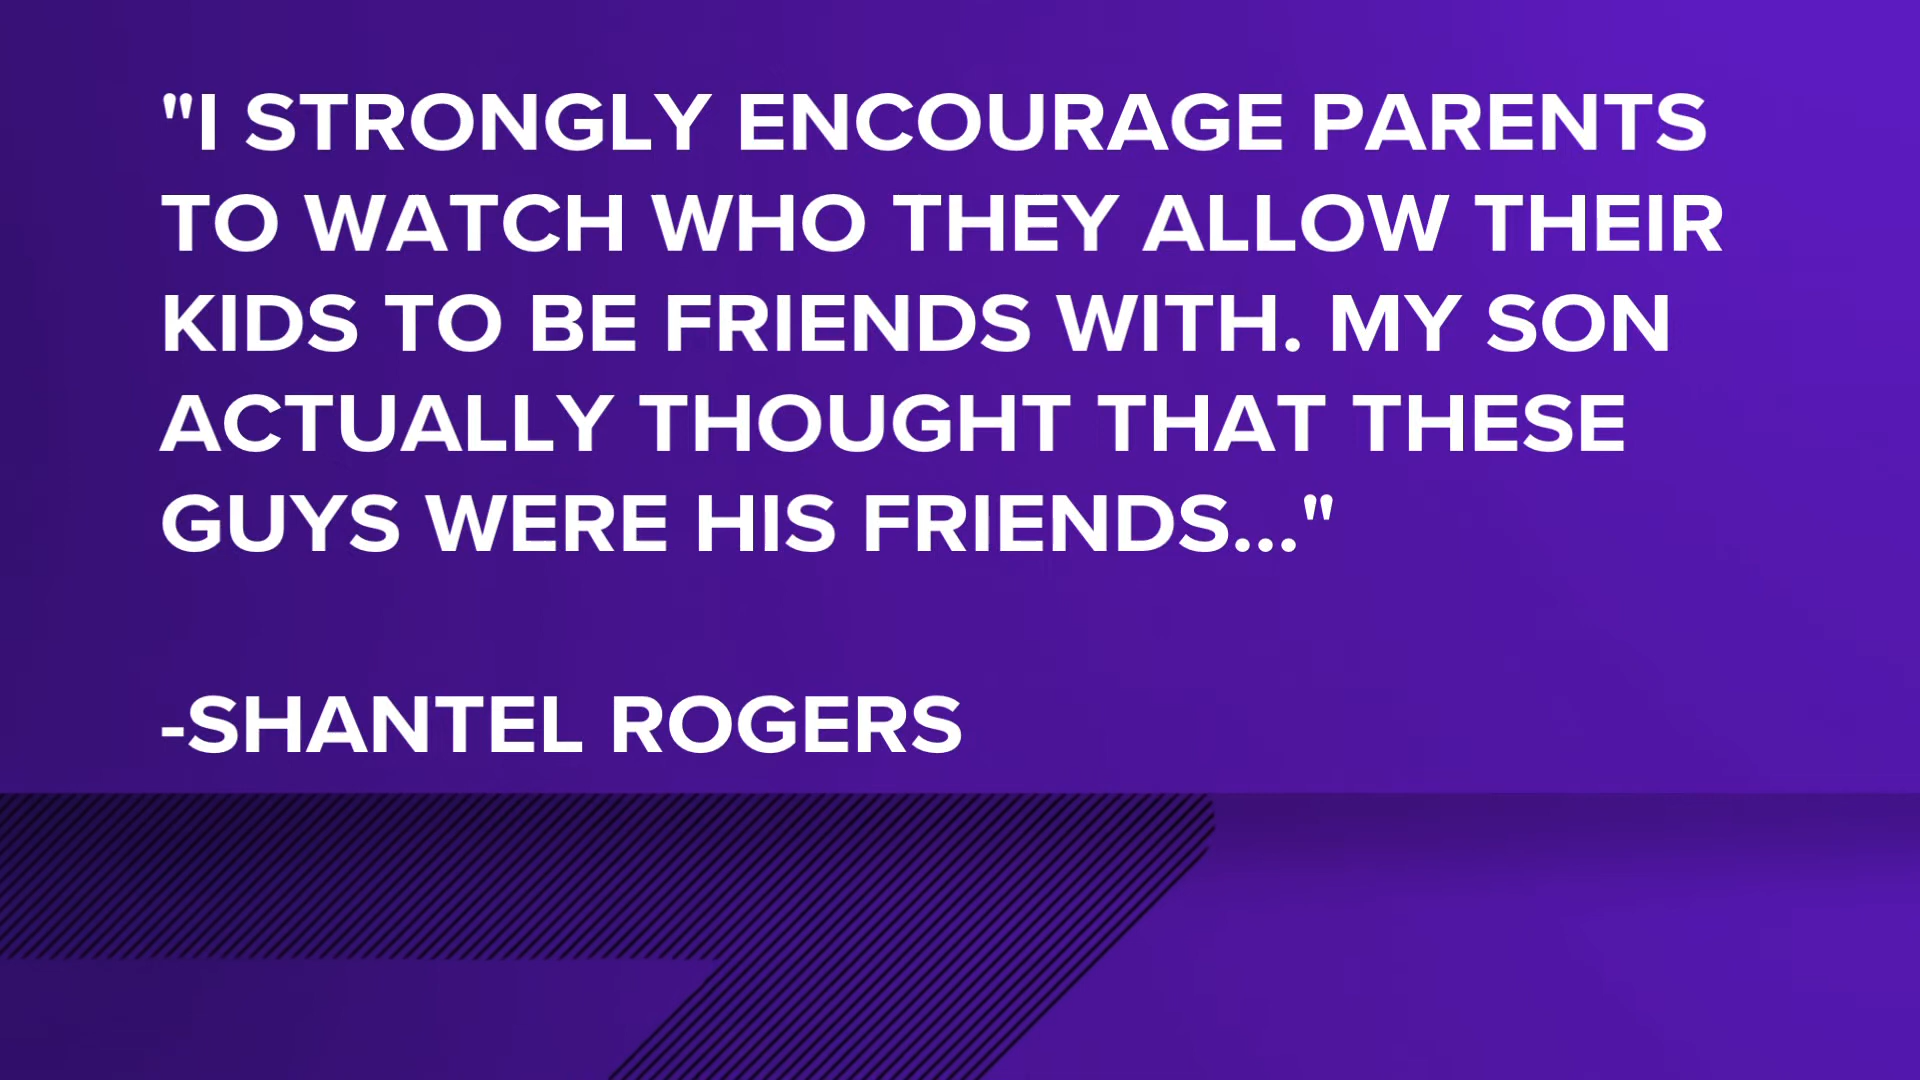 "I STRONGLY ENCOURAGE PARENTS
TO WATCH WHO THEY ALLOW THEIR
KIDS TO BE FRIENDS WITH. MY SON
ACTUALLY THOUGHT THAT THESE
GUYS WERE HIS FRIENDS..."
-SHANTEL ROGERS